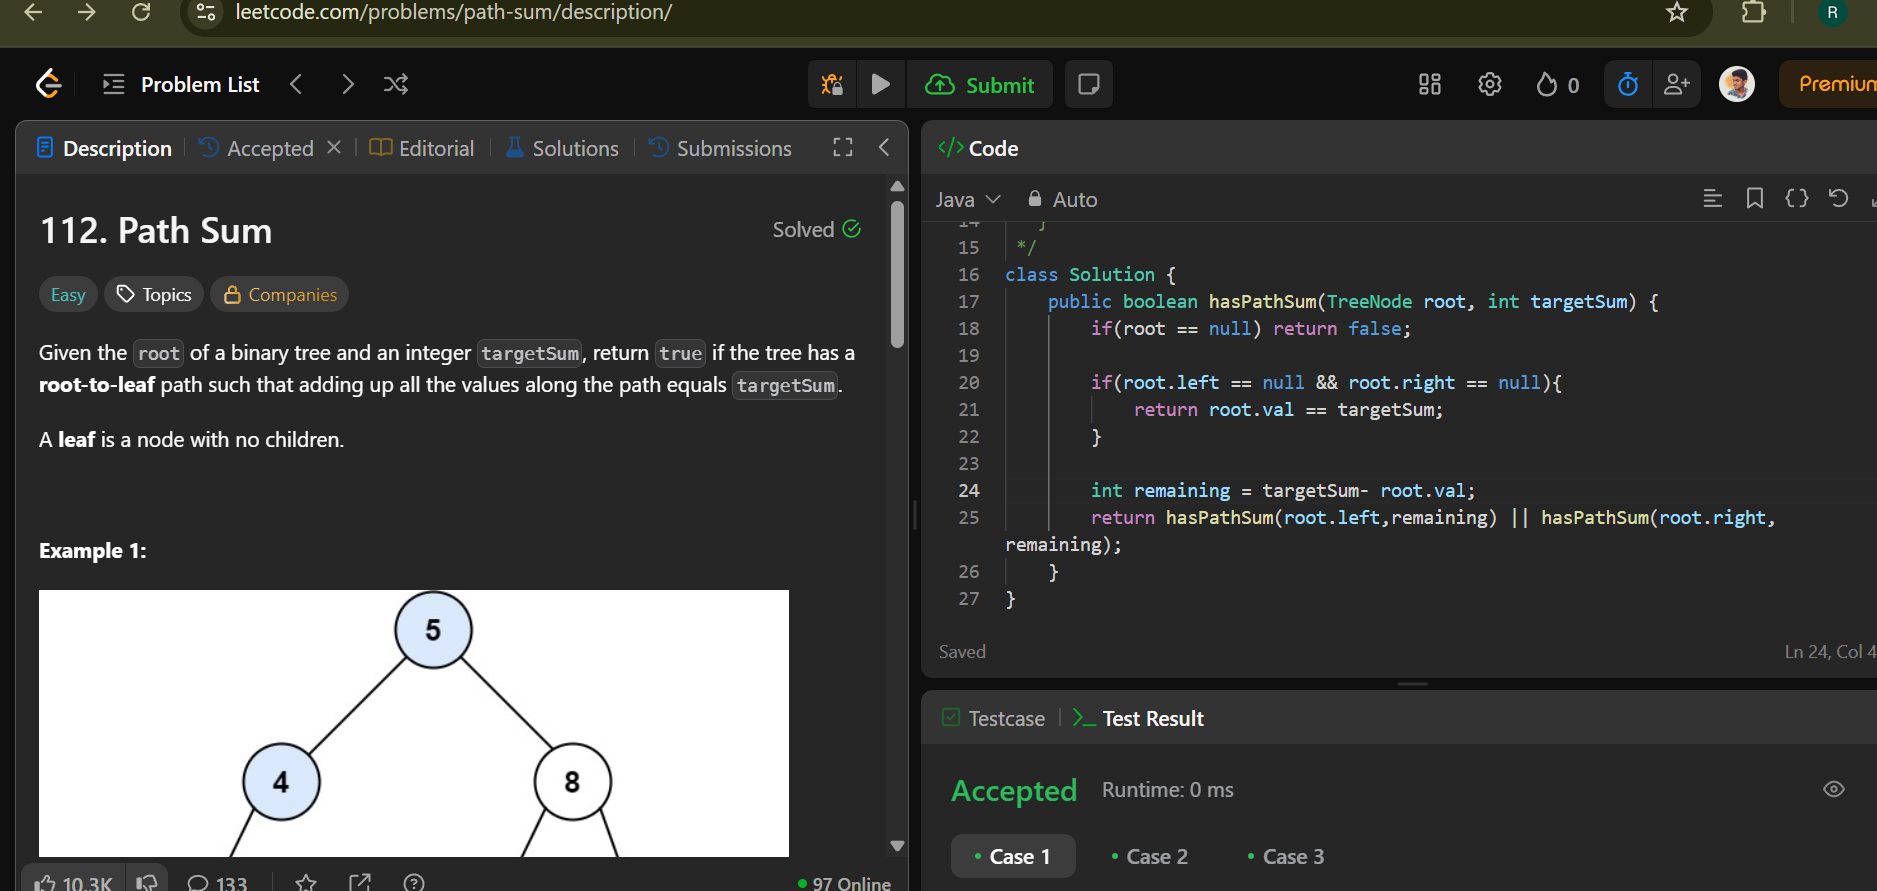 leetcode.com/problems/path-sum/description/
R
Problem List
Submit
0
Premium
Description
Accepted
Editorial
Solutions
Submissions
112. Path Sum
Solved
Easy
Topics
Companies
Given the root of a binary tree and an integer targetSum, return true if the tree has a
root-to-leaf path such that adding up all the values along the path equals targetSum.
A leaf is a node with no children.
Example 1:
5
4
8
10.3K
133
97 Online
Code
Java
Auto
14 }
15 */
16 class Solution {
17 public boolean hasPathSum(TreeNode root, int targetSum) {
18 if(root == null) return false;
19
20 if(root.left == null && root.right == null){
21 return root.val == targetSum;
22 }
23
24 int remaining = targetSum- root.val;
25 return hasPathSum(root.left,remaining) || hasPathSum(root.right,
remaining);
26 }
27 }
Saved
Ln 24, Col 4
Testcase
Test Result
Accepted
Runtime: 0 ms
Case 1
Case 2
Case 3